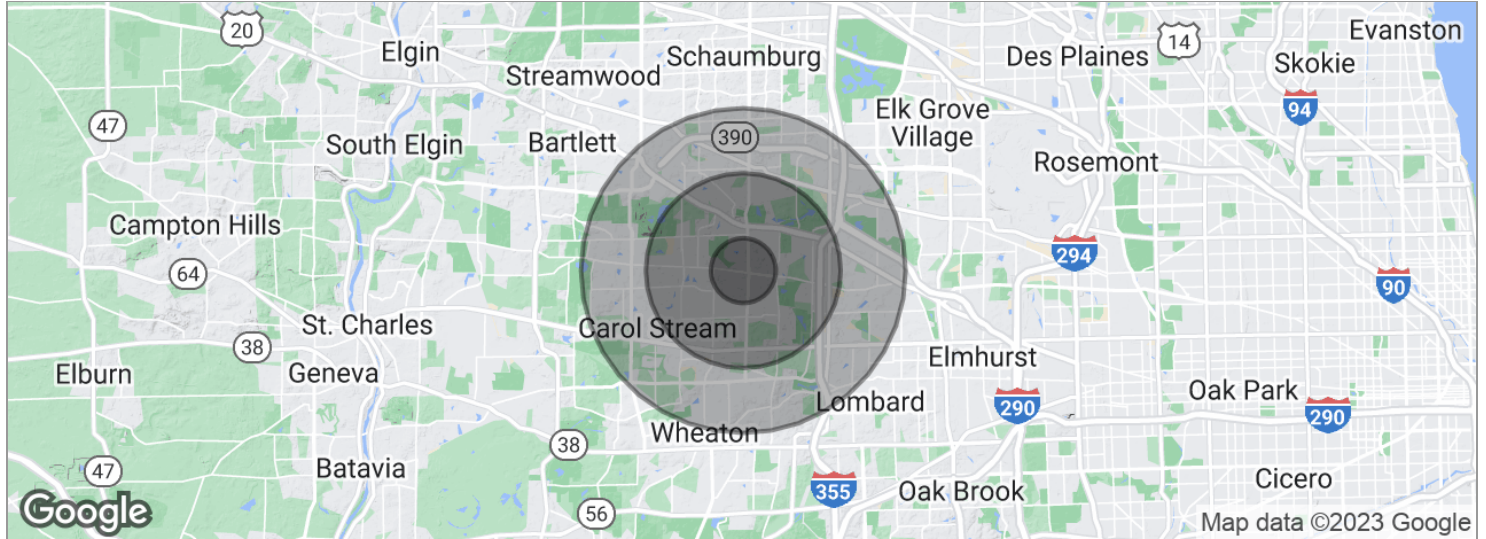 20
Elgin
Schaumburg
Streamwood
Des Plaines
14
Evanston
Skokie
94
47
South Elgin
Bartlett
390
Elk Grove
Village
Rosemont
Campton Hills
64
294
90
St. Charles
Carol Stream
38
Geneva
Elburn
Elmhurst
Lombard
290
Oak Park
290
Wheaton
38
47
Batavia
355
Oak Brook
Cicero
56
Google
Map data ©2023 Google